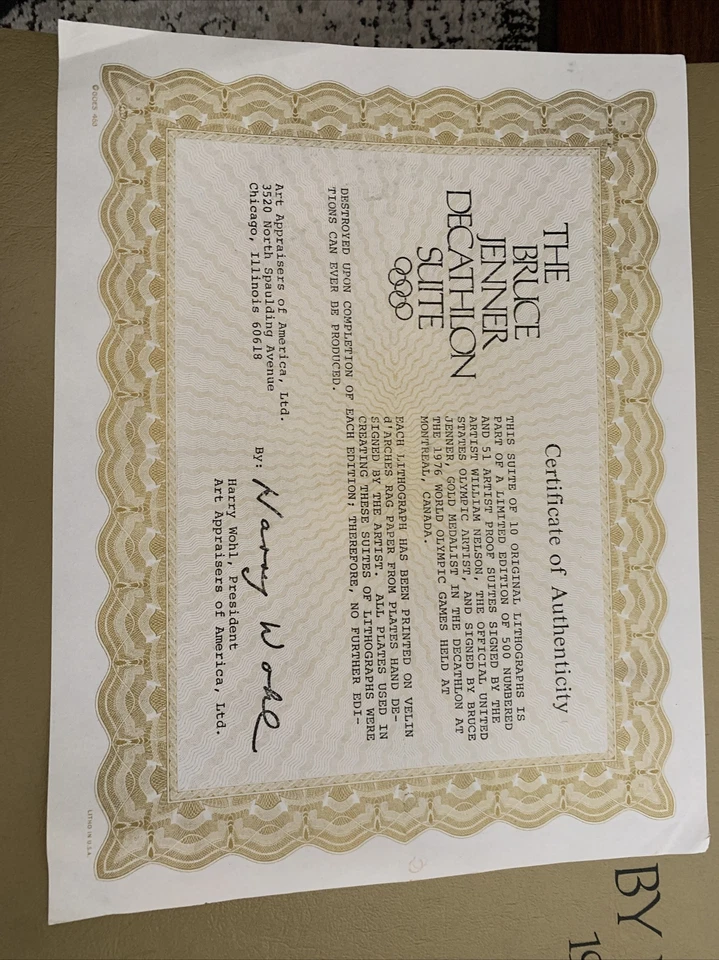 THE
BRUCE
JENNER
DECATHLON
SUITE
Certificate of Authenticity
THIS SUITE OF 10 ORIGINAL LITHOGRAPHS IS
PART OF A LIMITED EDITION OF 500 NUMBERED
AND 51 ARTIST PROOF SUITES SIGNED BY THE
ARTIST WILLIAM NELSON, THE OFFICIAL UNITED
STATES OLYMPIC ARTIST, AND SIGNED BY BRUCE
JENNER, GOLD MEDALIST IN THE DECATHLON AT
THE 1976 WORLD OLYMPIC GAMES HELD AT
MONTREAL, CANADA.
EACH LITHOGRAPH HAS BEEN PRINTED ON VELIN
d'ARCHES RAG PAPER FROM PLATES HAND DE-
SIGNED BY THE ARTIST. ALL PLATES USED IN
CREATING THESE SUITES OF LITHOGRAPHS WERE
DESTROYED UPON COMPLETION OF EACH EDITION; THEREFORE, NO FURTHER EDI-
TIONS CAN EVER BE PRODUCED.
Art Appraisers of America, Ltd.
3520 North Spaulding Avenue
Chicago, Illinois 60618
By: Harry Wohl
Harry Wohl, President
Art Appraisers of America, Ltd.
©GOES 468
LITHO IN U.S.A.
BY